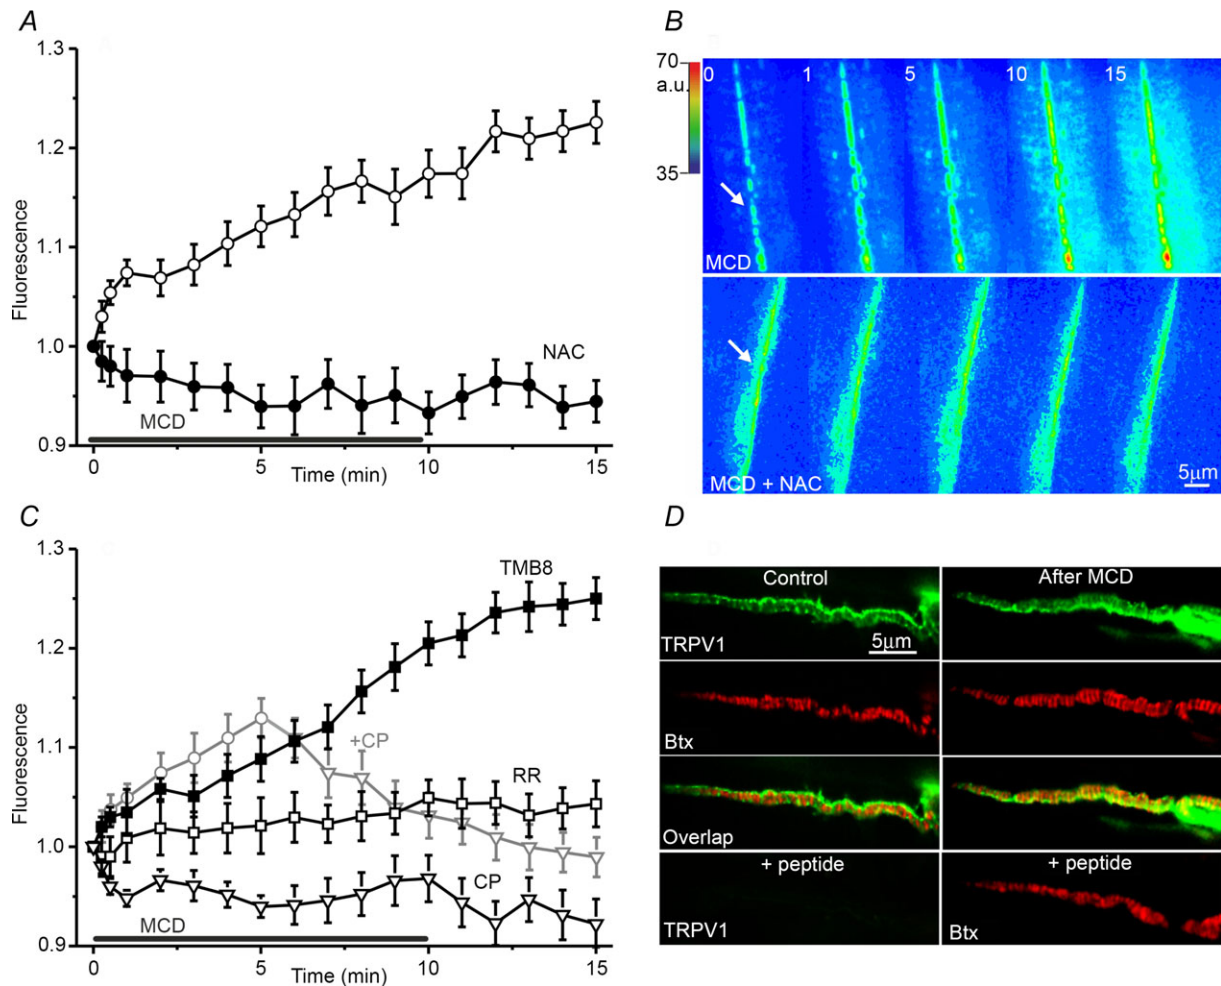 A
1.3
1.2
1.1
1.0
0.9
Fluorescence
NAC
MCD
0
5
10
15
Time (min)
B
70
a.u.
35
0
1
5
10
15
MCD
MCD + NAC
5μm
C
1.3
1.2
1.1
1.0
0.9
Fluorescence
TMB8
+CP
RR
CP
MCD
0
5
10
15
Time (min)
D
Control
After MCD
TRPV1
5μm
Btx
Overlap
+ peptide
+ peptide
TRPV1
Btx